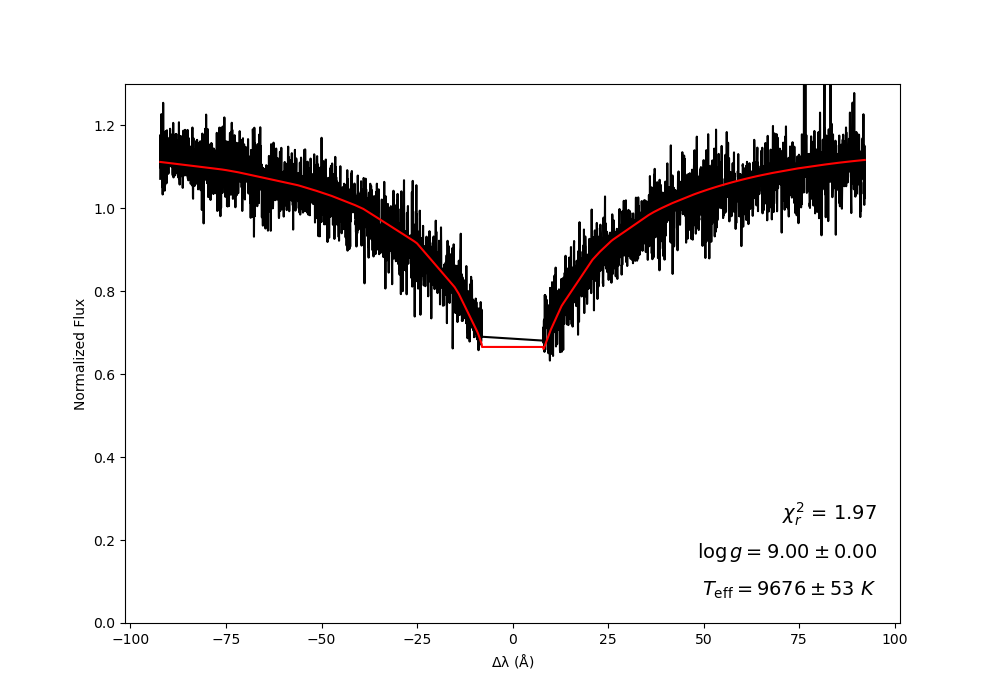 1.2
1.0
0.8
0.6
0.4
0.2
0.0
Normalized Flux
χ²ᵣ = 1.97
log g = 9.00 ± 0.00
T_eff = 9676 ± 53 K
−100 −75 −50 −25 0 25 50 75 100
Δλ (Å)